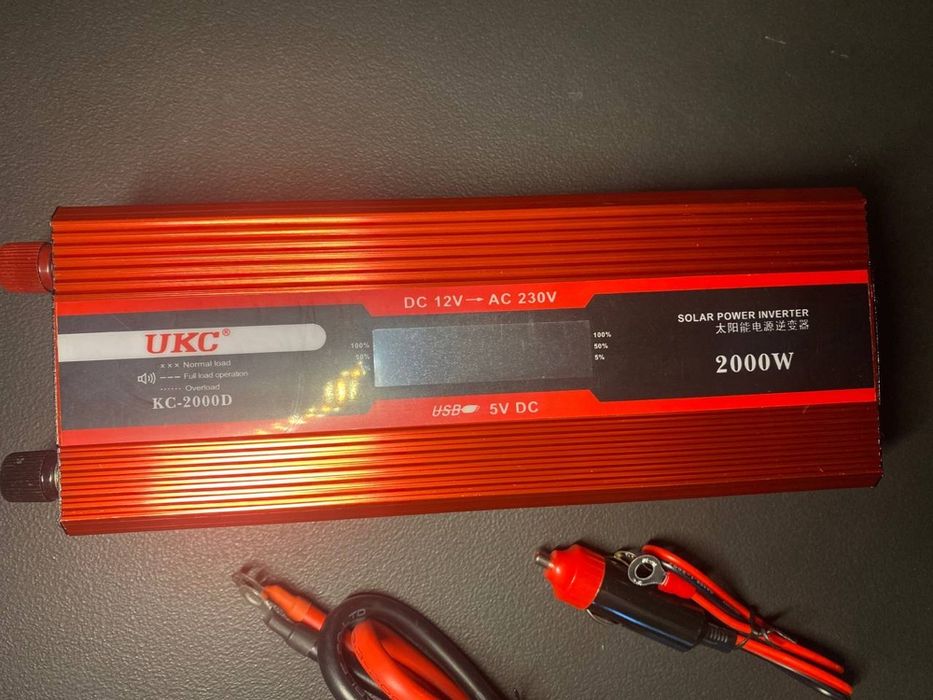 DC 12V→AC 230V
UKC®
××× Normal load
--- Full load operation
...... Overload
KC-2000D
100%
50%
100%
50%
5%
SOLAR POWER INVERTER
太阳能电源逆变器
2000W
USB 5V DC